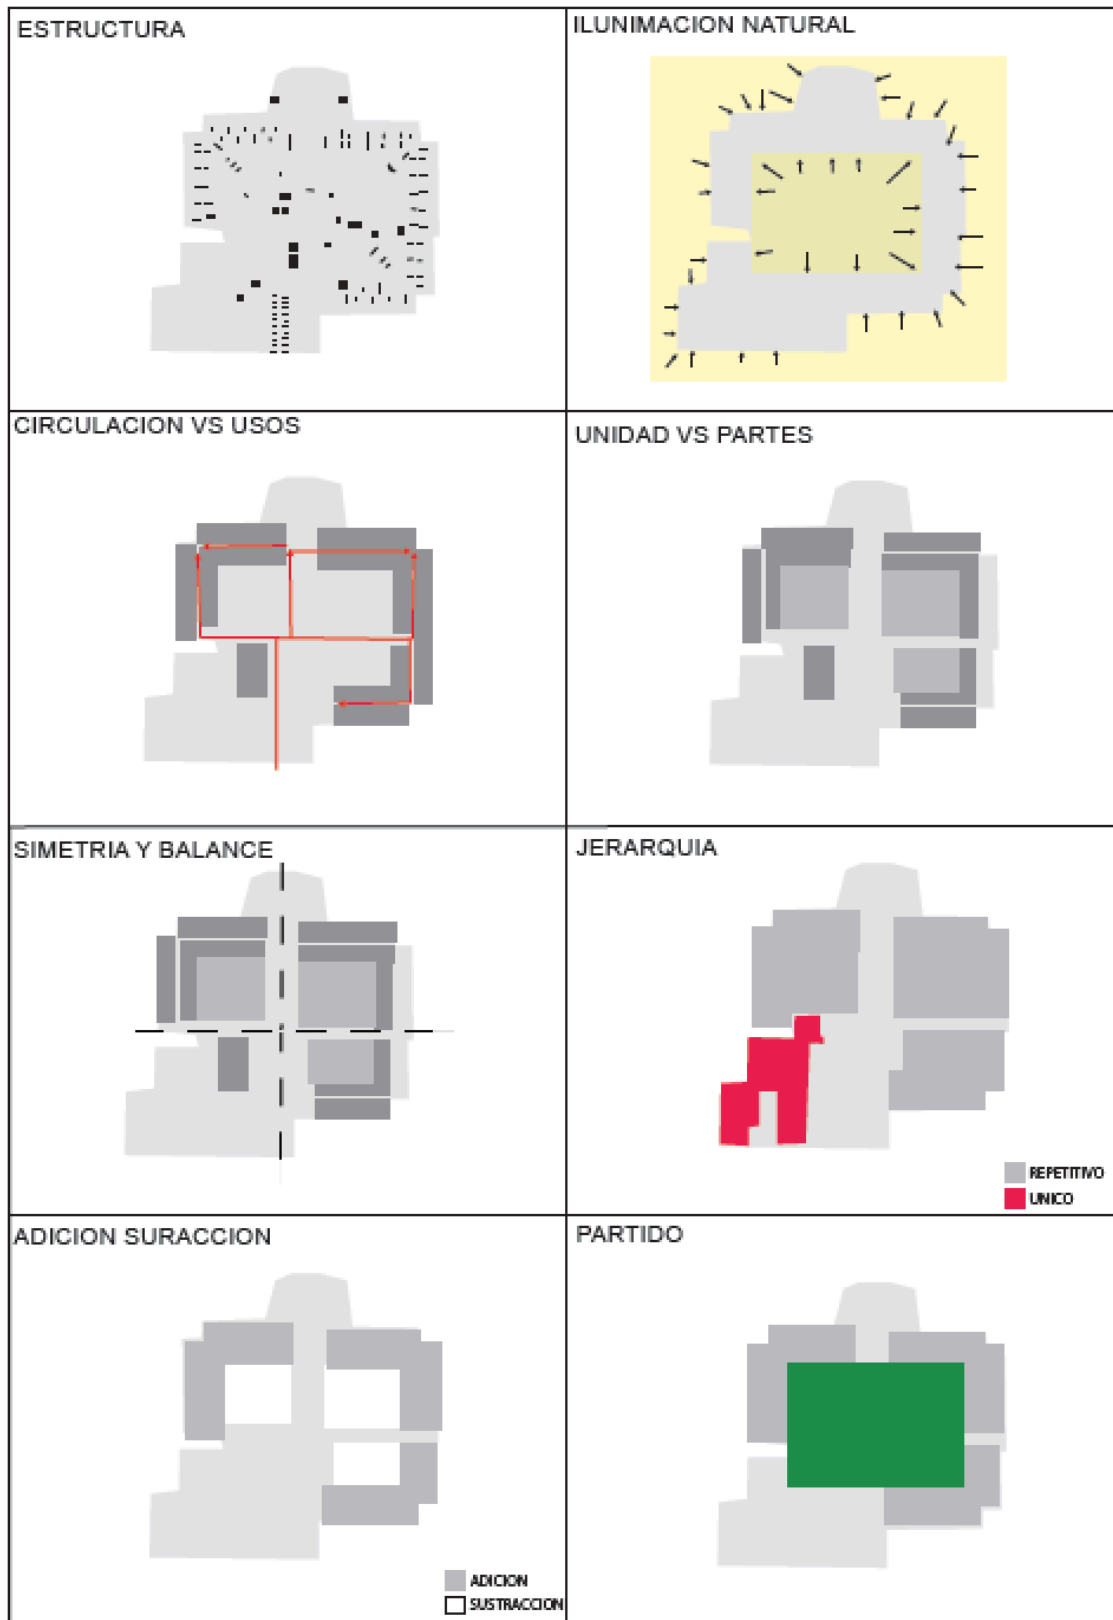 ESTRUCTURA
ILUNIMACION NATURAL
CIRCULACION VS USOS
UNIDAD VS PARTES
SIMETRIA Y BALANCE
JERARQUIA
REPETITIVO
UNICO
ADICION SURACCION
ADICION
SUSTRACCION
PARTIDO